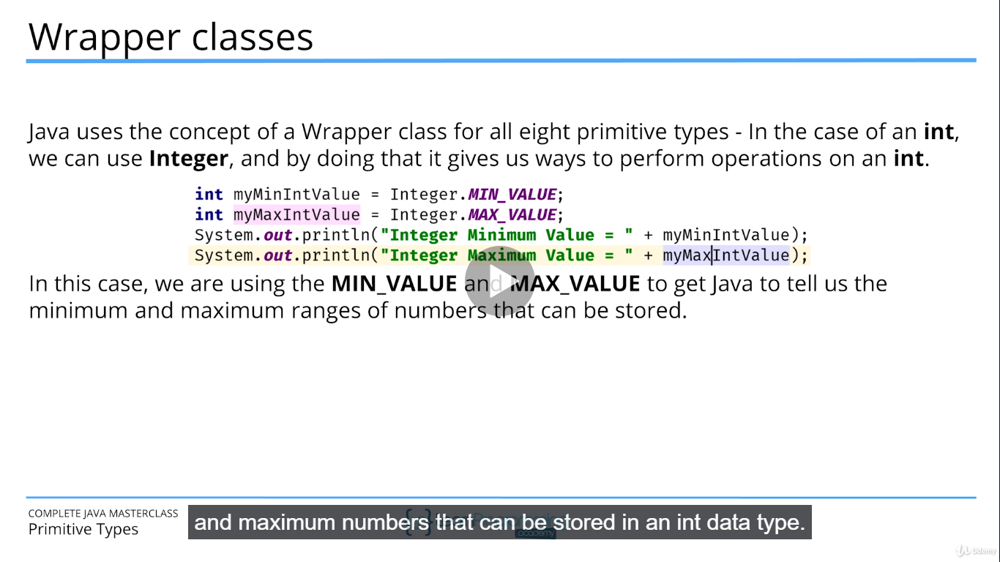 Wrapper classes
Java uses the concept of a Wrapper class for all eight primitive types - In the case of an int,
we can use Integer, and by doing that it gives us ways to perform operations on an int.
int myMinIntValue = Integer.MIN_VALUE;
int myMaxIntValue = Integer.MAX_VALUE;
System.out.println("Integer Minimum Value = " + myMinIntValue);
System.out.println("Integer Maximum Value = " + myMaxIntValue);
In this case, we are using the MIN_VALUE and MAX_VALUE to get Java to tell us the
minimum and maximum ranges of numbers that can be stored.
COMPLETE JAVA MASTERCLASS
Primitive Types
and maximum numbers that can be stored in an int data type.
academy
Udemy